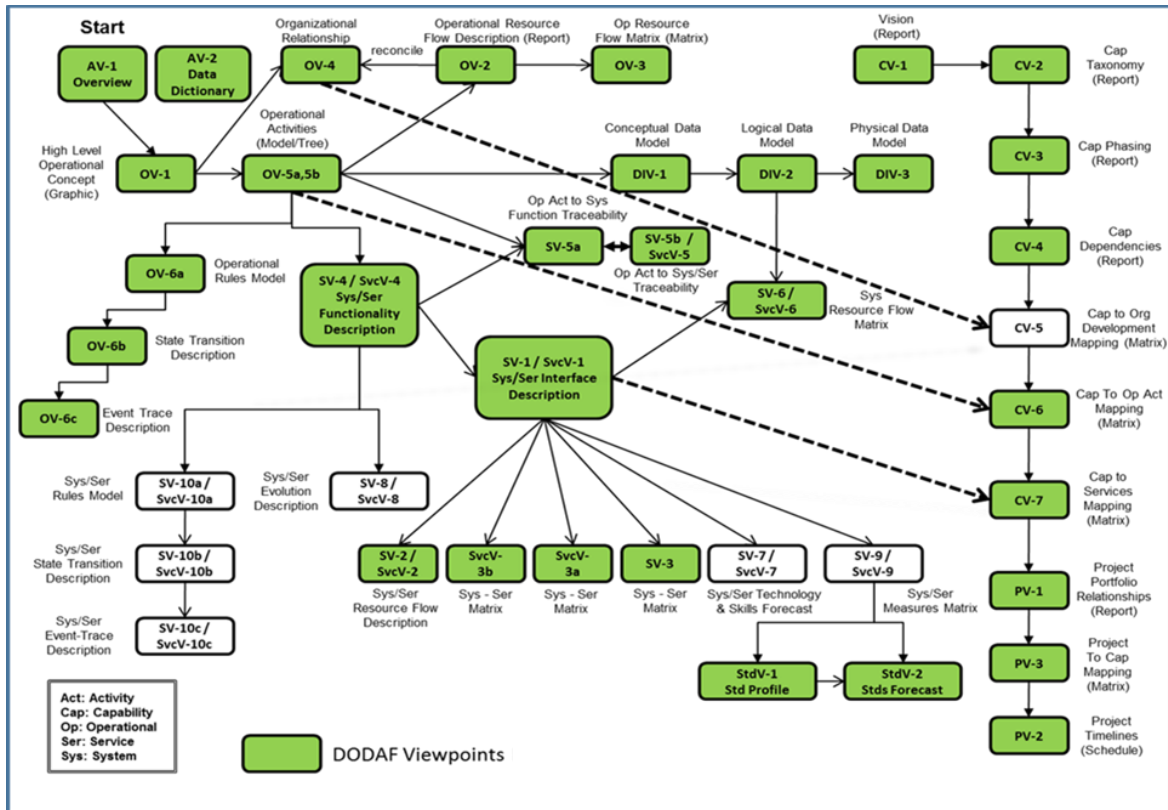 Start
AV-1
Overview
AV-2
Data
Dictionary
Organizational
Relationship
OV-4
reconcile
Operational Resource
Flow Description (Report)
OV-2
Op Resource
Flow Matrix (Matrix)
OV-3
Vision
(Report)
CV-1
CV-2
Cap
Taxonomy
(Report)
High Level
Operational
Concept
(Graphic)
OV-1
Operational
Activities
(Model/Tree)
OV-5a,5b
Conceptual Data
Model
DIV-1
Logical Data
Model
DIV-2
Physical Data
Model
DIV-3
CV-3
Cap Phasing
(Report)
Op Act to Sys
Function Traceability
SV-5a
SV-5b /
SvcV-5
Op Act to Sys/Ser
Traceability
CV-4
Cap
Dependencies
(Report)
OV-6a
Operational
Rules Model
SV-4 / SvcV-4
Sys/Ser
Functionality
Description
SV-6 /
SvcV-6
Sys
Resource Flow
Matrix
CV-5
Cap to Org
Development
Mapping (Matrix)
OV-6b
State Transition
Description
SV-1 / SvcV-1
Sys/Ser Interface
Description
OV-6c
Event Trace
Description
CV-6
Cap To Op Act
Mapping
(Matrix)
Sys/Ser
Rules Model
SV-10a /
SvcV-10a
Sys/Ser
Evolution
Description
SV-8 /
SvcV-8
CV-7
Cap to
Services
Mapping
(Matrix)
Sys/Ser
State Transition
Description
SV-10b /
SvcV-10b
SV-2 /
SvcV-2
Sys/Ser
Resource Flow
Description
SvcV-
3b
Sys - Ser
Matrix
SvcV-
3a
Sys - Ser
Matrix
SV-3
Sys - Ser
Matrix
SV-7 /
SvcV-7
Sys/Ser Technology
& Skills Forecast
SV-9 /
SvcV-9
Sys/Ser
Measures Matrix
PV-1
Project
Portfolio
Relationships
(Report)
Sys/Ser
Event-Trace
Description
SV-10c /
SvcV-10c
StdV-1
Std Profile
StdV-2
Stds Forecast
PV-3
Project
To Cap
Mapping
(Matrix)
PV-2
Project
Timelines
(Schedule)
Act: Activity
Cap: Capability
Op: Operational
Ser: Service
Sys: System
DODAF Viewpoints